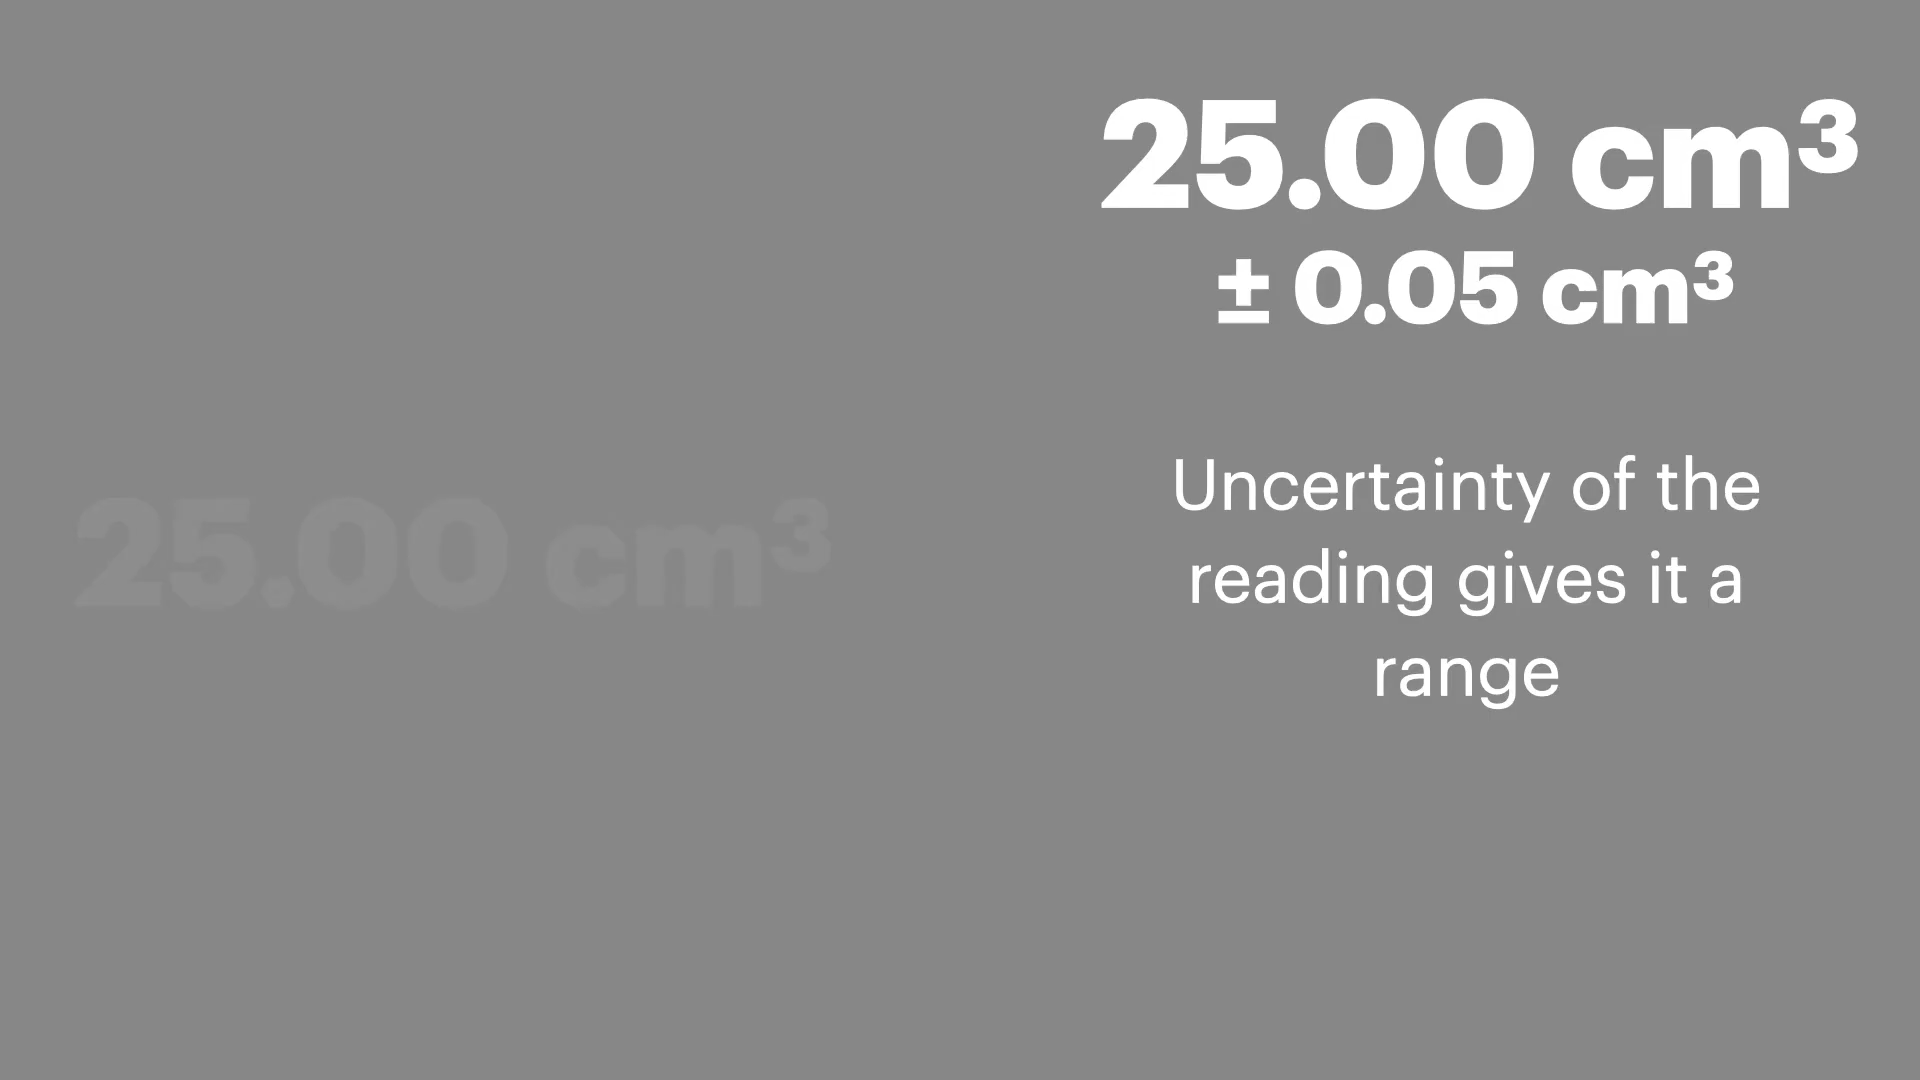 25.00 cm³
± 0.05 cm³
Uncertainty of the
reading gives it a
range
25.00 cm³